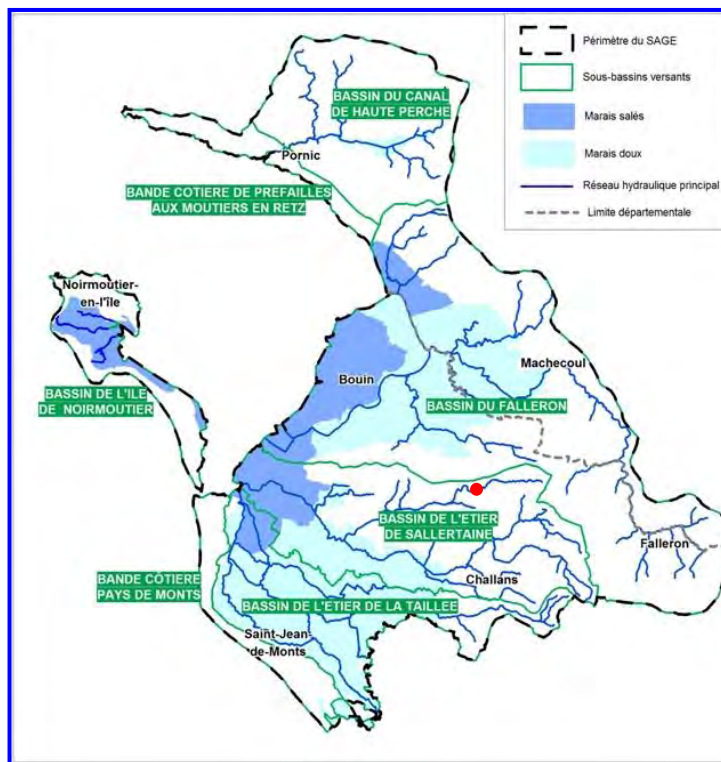 Périmètre du SAGE
Sous-bassins versants
Marais salés
Marais doux
Réseau hydraulique principal
Limite départementale
BASSIN DU CANAL
DE HAUTE PERCHE
Pornic
BANDE COTIERE DE PREFAILLES
AUX MOUTIERS EN RETZ
Noirmoutier-
en-l'île
BASSIN DE L'ILE
DE NOIRMOUTIER
Bouin
Machecoul
BASSIN DU FALLERON
BASSIN DE L'ETIER
DE SALLERTAINE
Falleron
Challans
BANDE CÔTIERE
PAYS DE MONTS
BASSIN DE L'ETIER DE LA TAILLEE
Saint-Jean-
de-Monts